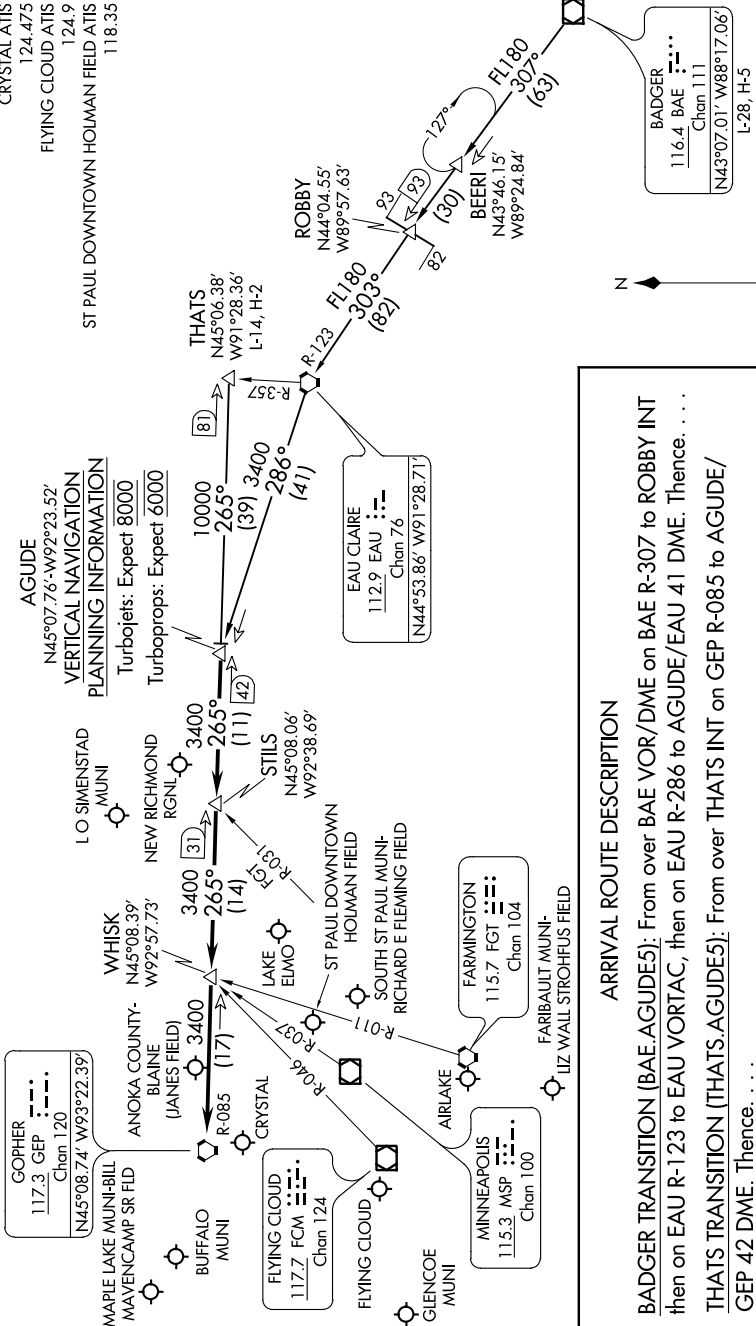 CRYSTAL ATIS
124.475
FLYING CLOUD ATIS
124.9
ST PAUL DOWNTOWN HOLMAN FIELD ATIS
118.35
BADGER
116.4 BAE
Chan 111
N43°07.01' W88°17.06'
L-28, H-5
FL180
307°
(63)
127°
BEERI
N43°46.15'
W89°24.84'
(30)
93
93
82
ROBBY
N44°04.55'
W89°57.63'
FL180
303°
(82)
R-123
N
THATS
N45°06.38'
W91°28.36'
L-14, H-2
R-357
81
10000
265°
(39)
3400
286°
(41)
EAU CLAIRE
112.9 EAU
Chan 76
N44°53.86' W91°28.71'
AGUDE
N45°07.76'-W92°23.52'
VERTICAL NAVIGATION
PLANNING INFORMATION
Turbojets: Expect 8000
Turboprops: Expect 6000
42
3400
265°
(11)
L O SIMENSTAD
MUNI
NEW RICHMOND
RGNL
STILS
N45°08.06'
W92°38.69'
31
FGT
R-031
3400
265°
(14)
WHISK
N45°08.39'
W92°57.73'
LAKE
ELMO
ST PAUL DOWNTOWN
HOLMAN FIELD
SOUTH ST PAUL MUNI-
RICHARD E FLEMING FIELD
R-011
R-037
R-046
FARMINGTON
115.7 FGT
Chan 104
AIRLAKE
FARIBAULT MUNI-
LIZ WALL STROHFUS FIELD
3400
(17)
ANOKA COUNTY-
BLAINE
(JANES FIELD)
R-085
CRYSTAL
GOPHER
117.3 GEP
Chan 120
N45°08.74' W93°22.39'
MAPLE LAKE MUNI-BILL
MAVENCAMP SR FLD
BUFFALO
MUNI
FLYING CLOUD
117.7 FCM
Chan 124
FLYING CLOUD
GLENCOE
MUNI
MINNEAPOLIS
115.3 MSP
Chan 100
ARRIVAL ROUTE DESCRIPTION
BADGER TRANSITION (BAE.AGUDE5): From over BAE VOR/DME on BAE R-307 to ROBBY INT
then on EAU R-123 to EAU VORTAC, then on EAU R-286 to AGUDE/EAU 41 DME. Thence. . . .
THATS TRANSITION (THATS.AGUDE5): From over THATS INT on GEP R-085 to AGUDE/
GEP 42 DME. Thence. . . .